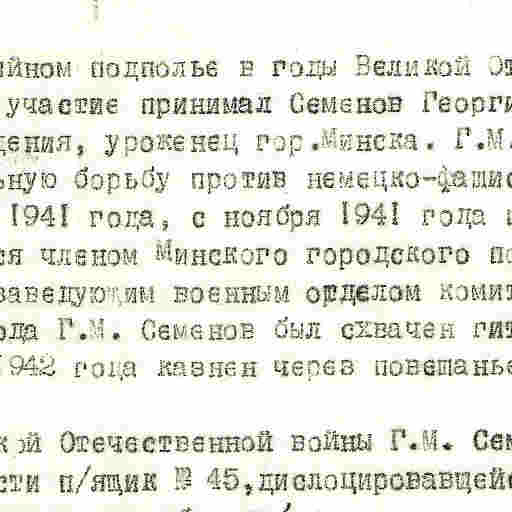 йном подполье в годы Великой От
участие принимал Семенов Георги
дения, уроженец гор.Минска. Г.М.
ьную борьбу против немецко-фашис
1941 года, с ноября 1941 года
ся членом Минского городского по
заведующим военным отделом комит
ода Г.М. Семенов был схвачен гит
1942 года казнен через повешанье
кой Отечественной войны Г.М. Сем
сти п/ящик № 45,дислоцировавшейс